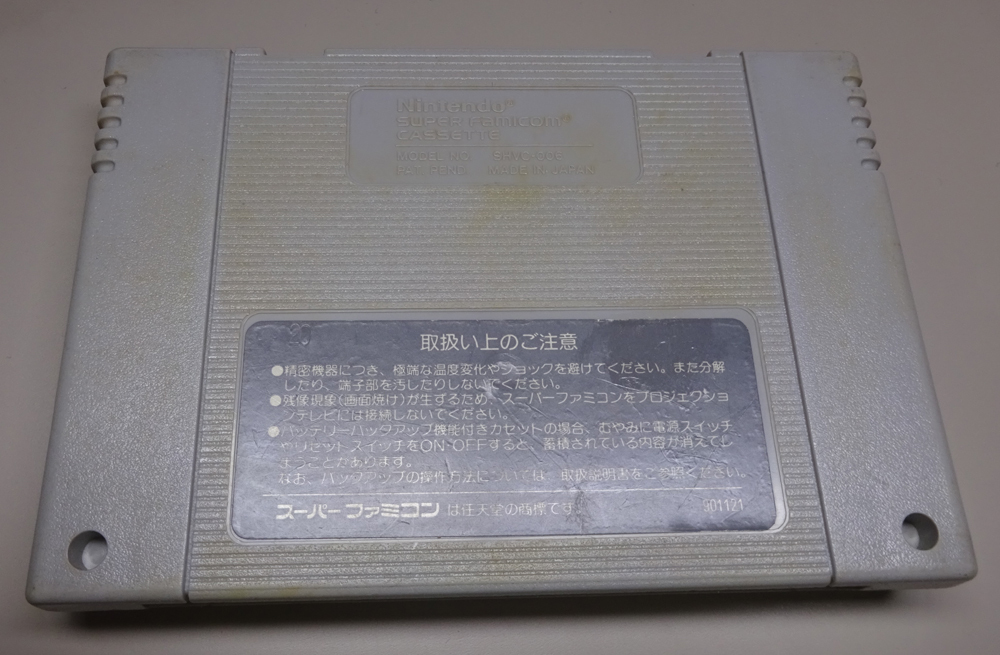 Nintendo®
SUPER Famicom™
CASSETTE
MODEL NO. SHVC-006
PAT. PEND. MADE IN JAPAN
取扱い上のご注意
●精密機器につき、極端な温度変化やショックを避けてください。また分解
したり、端子部を汚したりしないでください。
●残像現象(画面焼け)が生ずるため、スーパーファミコンをプロジェクショ
ンテレビには接続しないでください。
●バッテリーバックアップ機能付きカセットの場合、むやみに電源スイッチ
やリセットスイッチをON-OFFすると、蓄積されている内容が消えてし
まうことがあります。
なお、バックアップの操作方法については、取扱説明書をご参照ください。
スーパーファミコン は任天堂の商標です。
901121